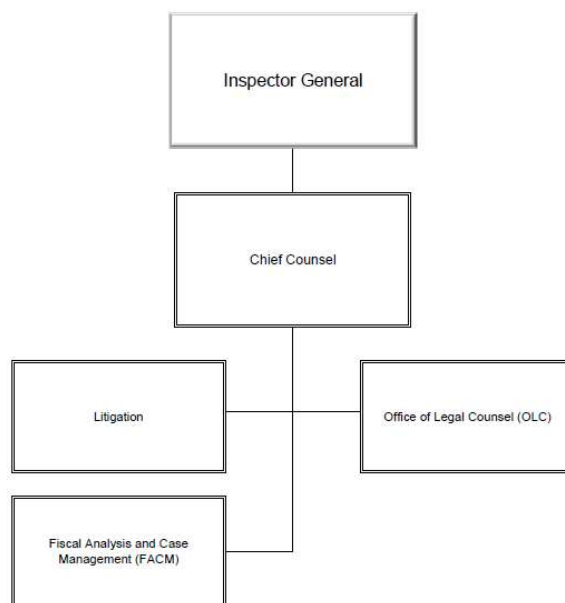 Inspector General
Chief Counsel
Litigation
Office of Legal Counsel (OLC)
Fiscal Analysis and Case
Management (FACM)